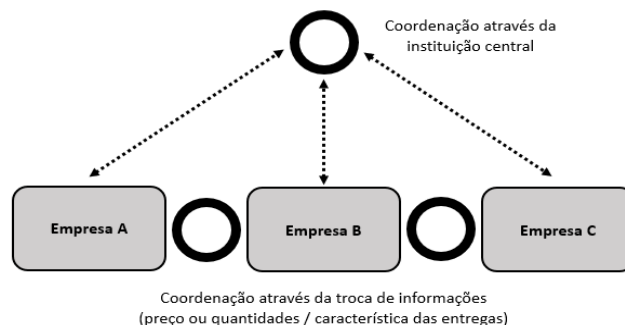 Coordenação através da
instituição central
Empresa A
Empresa B
Empresa C
Coordenação através da troca de informações
(preço ou quantidades / característica das entregas)